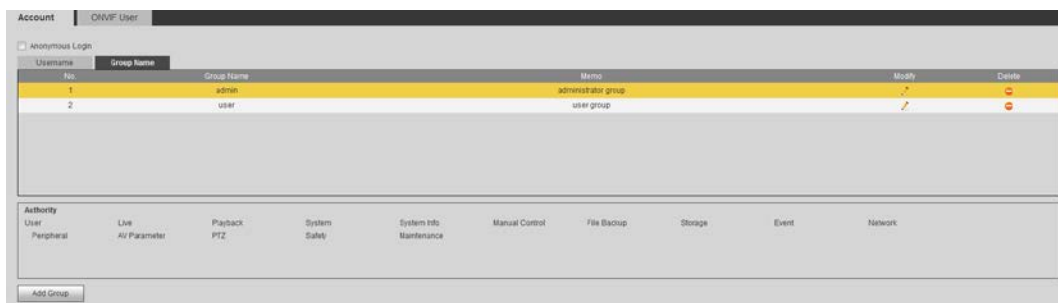 Account ONVIF User
Anonymous Login
Username Group Name
No. Group Name Memo Modify Delete
1 admin administrator group
2 user user group
Authority
User Live Playback System System Info Manual Control File Backup Storage Event Network
Peripheral AV Parameter PTZ Safety Maintenance
Add Group